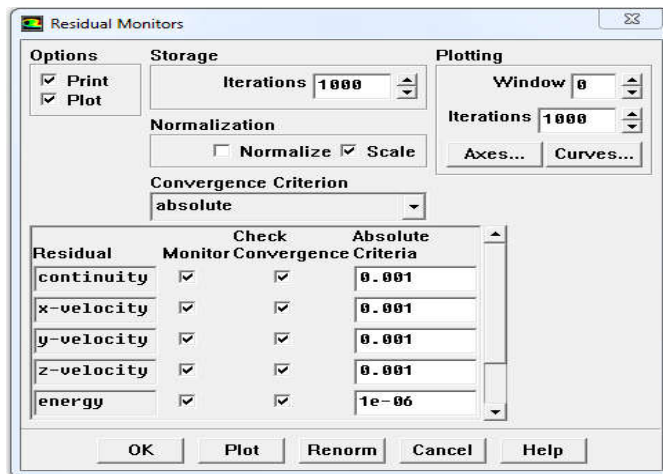 Residual Monitors
Options
Print
Plot
Storage
Iterations 1000
Normalization
Normalize Scale
Convergence Criterion
absolute
Plotting
Window 0
Iterations 1000
Axes... Curves...
Residual Monitor Check Convergence Absolute Criteria
continuity 0.001
x-velocity 0.001
y-velocity 0.001
z-velocity 0.001
energy 1e-06
OK Plot Renorm Cancel Help